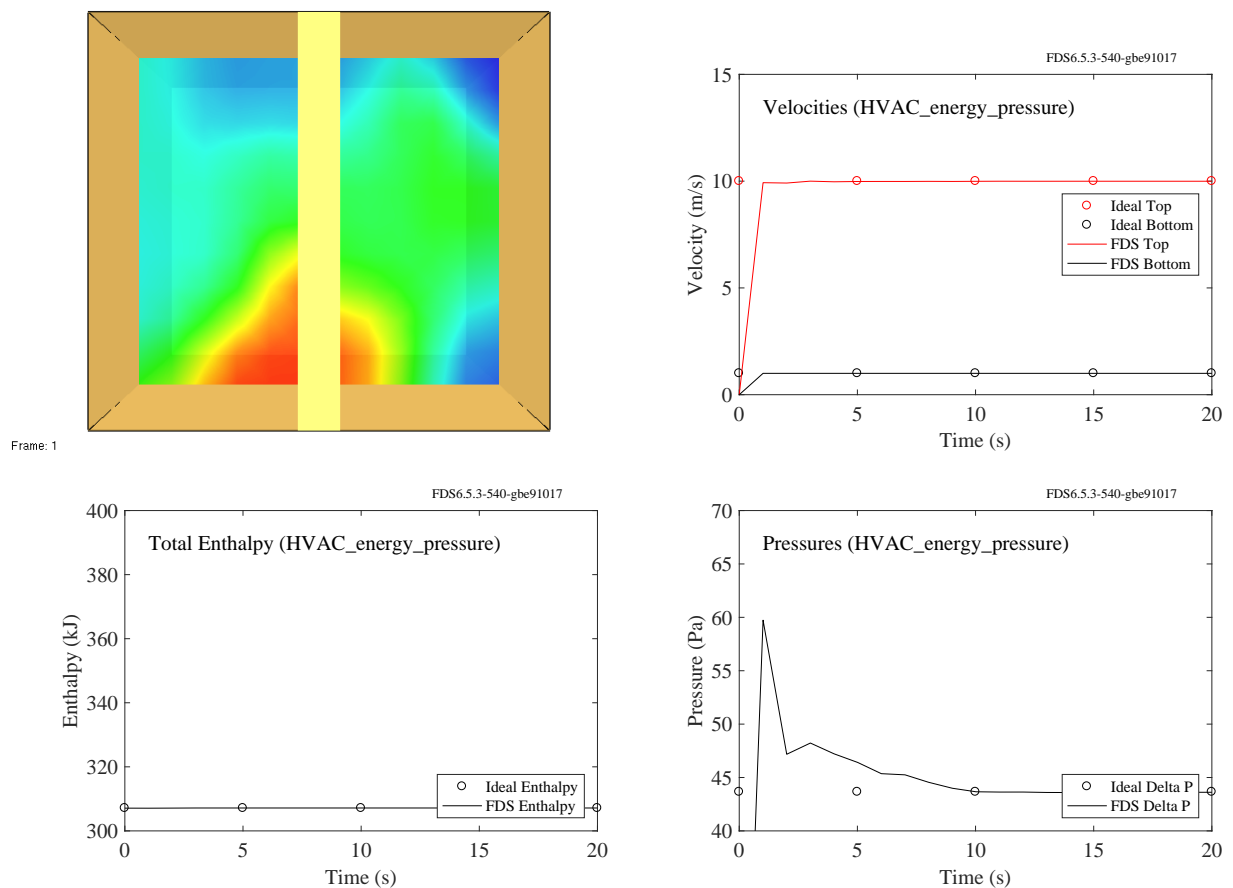 Frame: 1
FDS6.5.3-540-gbe91017
Velocities (HVAC_energy_pressure)
Velocity (m/s)
15
10
5
0
Ideal Top
Ideal Bottom
FDS Top
FDS Bottom
0 5 10 15 20
Time (s)
FDS6.5.3-540-gbe91017
Total Enthalpy (HVAC_energy_pressure)
Enthalpy (kJ)
400
380
360
340
320
300
Ideal Enthalpy
FDS Enthalpy
0 5 10 15 20
Time (s)
FDS6.5.3-540-gbe91017
Pressures (HVAC_energy_pressure)
Pressure (Pa)
70
65
60
55
50
45
40
Ideal Delta P
FDS Delta P
0 5 10 15 20
Time (s)